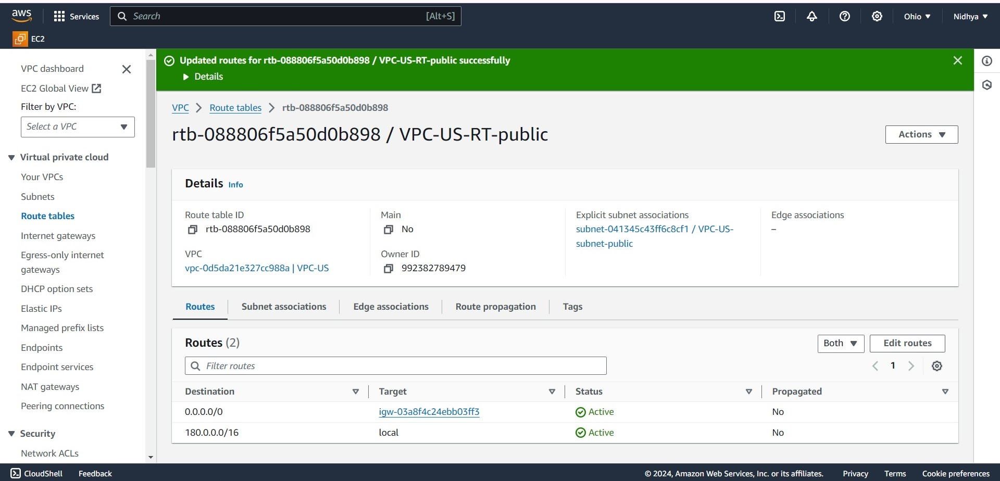 aws
Services
Search
[Alt+S]
Ohio
Nidhya
EC2
VPC dashboard
EC2 Global View
Filter by VPC:
Select a VPC
Virtual private cloud
Your VPCs
Subnets
Route tables
Internet gateways
Egress-only internet
gateways
DHCP option sets
Elastic IPs
Managed prefix lists
Endpoints
Endpoint services
NAT gateways
Peering connections
Security
Network ACLs
Updated routes for rtb-088806f5a50d0b898 / VPC-US-RT-public successfully
Details
VPC > Route tables > rtb-088806f5a50d0b898
rtb-088806f5a50d0b898 / VPC-US-RT-public
Actions
Details Info
Route table ID
rtb-088806f5a50d0b898
Main
No
Explicit subnet associations
subnet-041345c43ff6c8cf1 / VPC-US-
subnet-public
Edge associations
–
VPC
vpc-0d5da21e327cc988a | VPC-US
Owner ID
992382789479
Routes
Subnet associations
Edge associations
Route propagation
Tags
Routes (2)
Both
Edit routes
Filter routes
1
Destination Target Status Propagated
0.0.0.0/0 igw-03a8f4c24ebb03ff3 Active No
180.0.0.0/16 local Active No
CloudShell Feedback © 2024, Amazon Web Services, Inc. or its affiliates. Privacy Terms Cookie preferences